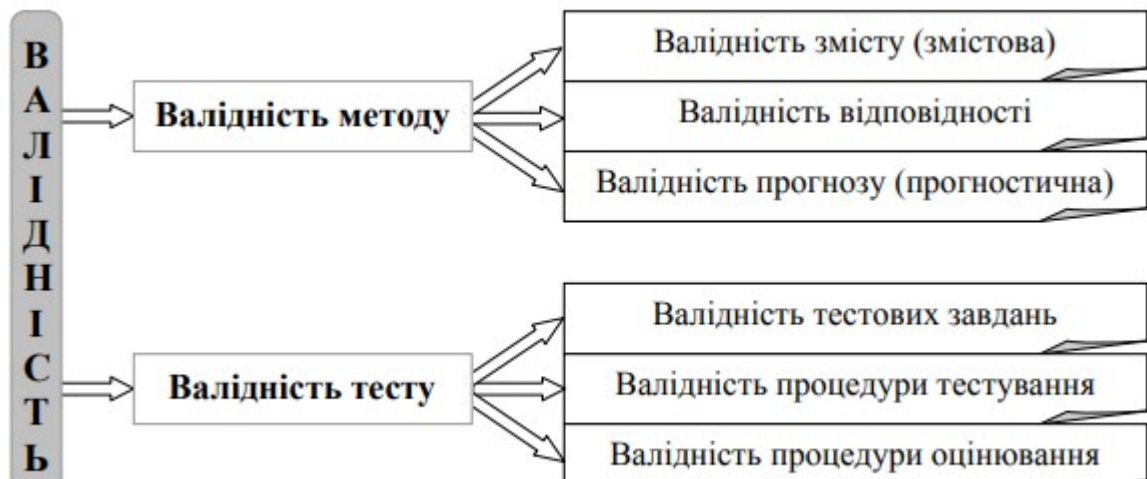 ВАЛІДНІСТЬ
Валідність методу
Валідність змісту (змістова)
Валідність відповідності
Валідність прогнозу (прогностична)
Валідність тесту
Валідність тестових завдань
Валідність процедури тестування
Валідність процедури оцінювання